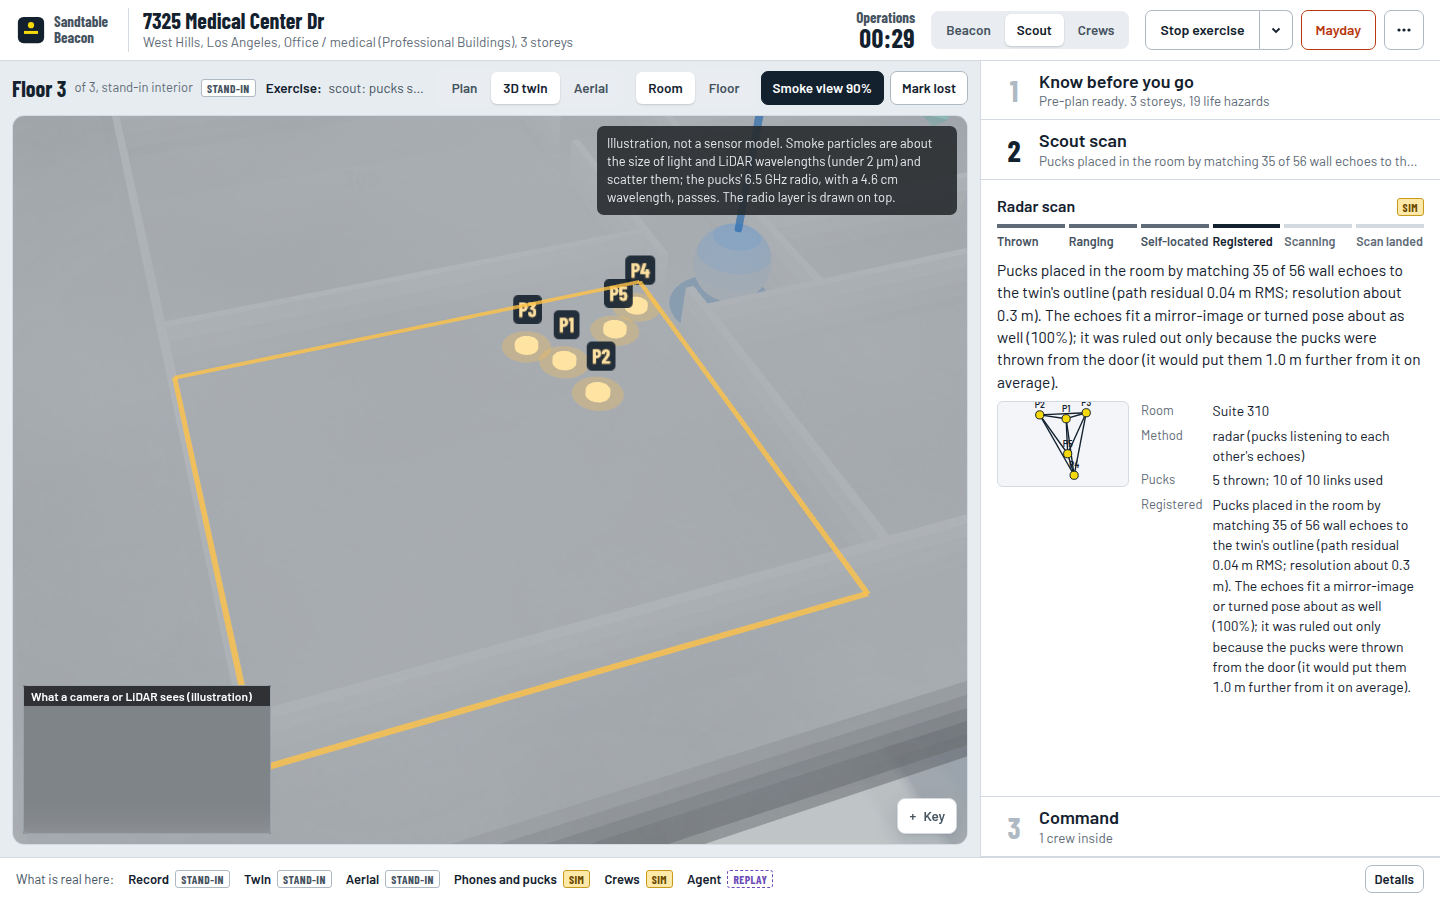 Sandtable
Beacon
7325 Medical Center Dr
West Hills, Los Angeles, Office / medical (Professional Buildings), 3 storeys
Operations
00:29
Beacon
Scout
Crews
Stop exercise
Mayday
Floor 3
of 3, stand-in interior
STAND-IN
Exercise: scout: pucks s...
Plan
3D twin
Aerial
Room
Floor
Smoke view 90%
Mark lost
Illustration, not a sensor model. Smoke particles are about
the size of light and LiDAR wavelengths (under 2 µm) and
scatter them; the pucks' 6.5 GHz radio, with a 4.6 cm
wavelength, passes. The radio layer is drawn on top.
P4
P5
P3
P1
P2
What a camera or LiDAR sees (illustration)
+ Key
1
Know before you go
Pre-plan ready. 3 storeys, 19 life hazards
2
Scout scan
Pucks placed in the room by matching 35 of 56 wall echoes to th...
Radar scan
SIM
Thrown
Ranging
Self-located
Registered
Scanning
Scan landed
Pucks placed in the room by matching 35 of 56 wall echoes to
the twin's outline (path residual 0.04 m RMS; resolution about
0.3 m). The echoes fit a mirror-image or turned pose about as
well (100%); it was ruled out only because the pucks were
thrown from the door (it would put them 1.0 m further from it on
average).
P2
P1
P3
Room
Suite 310
Method
radar (pucks listening to each
other's echoes)
Pucks
5 thrown; 10 of 10 links used
Registered
Pucks placed in the room by
matching 35 of 56 wall echoes to
the twin's outline (path residual
0.04 m RMS; resolution about 0.3
m). The echoes fit a mirror-image
or turned pose about as well
(100%); it was ruled out only
because the pucks were thrown
from the door (it would put them
1.0 m further from it on average).
3
Command
1 crew inside
What is real here:
Record STAND-IN
Twin STAND-IN
Aerial STAND-IN
Phones and pucks SIM
Crews SIM
Agent REPLAY
Details